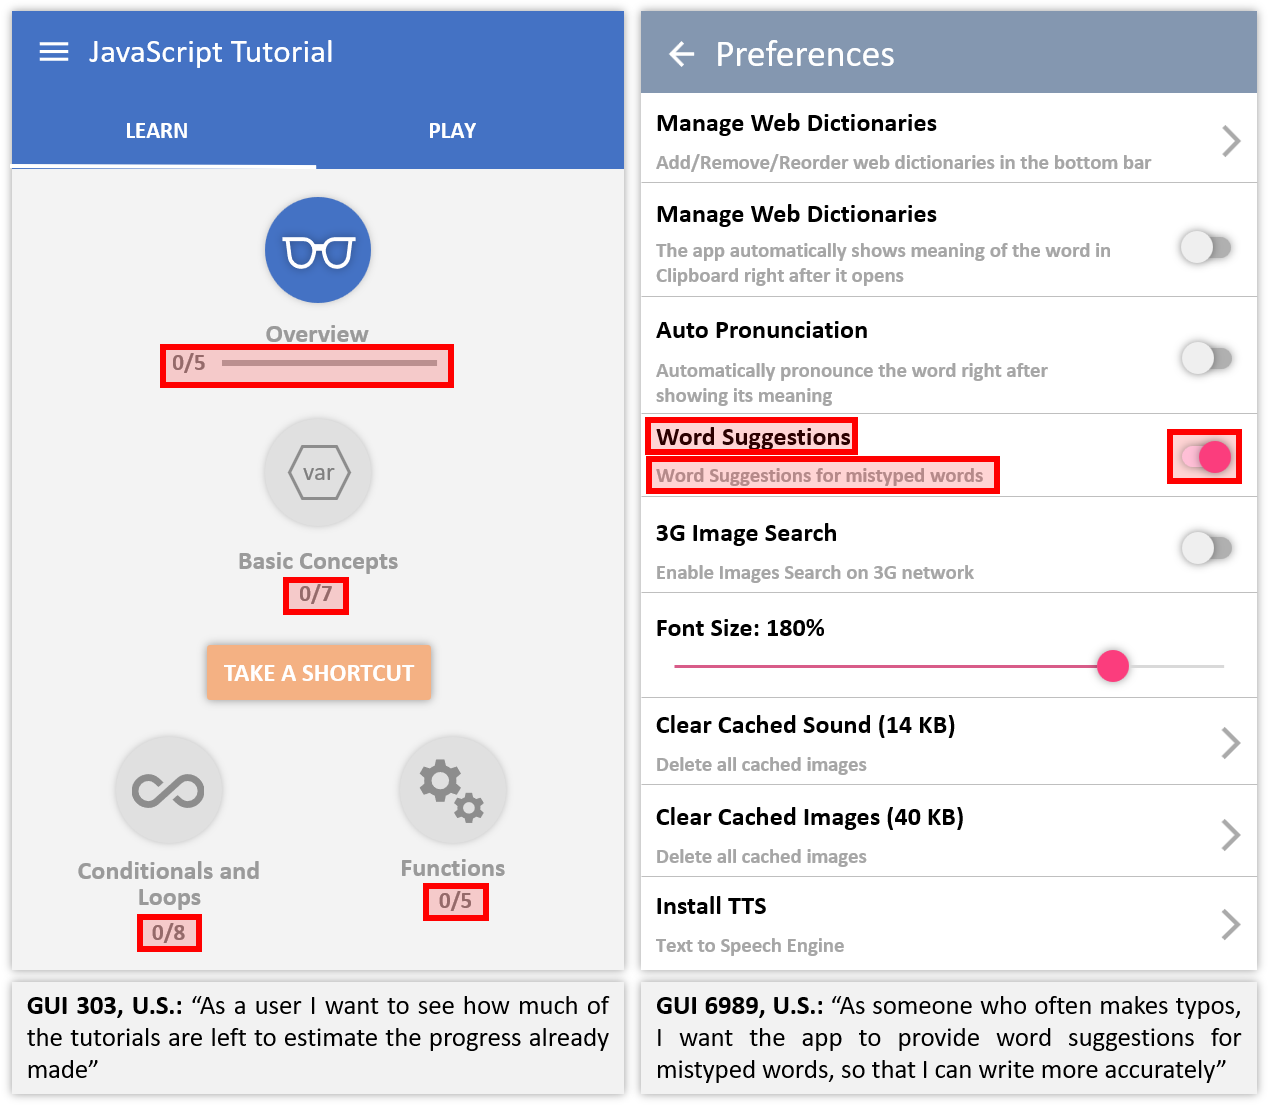 JavaScript Tutorial
LEARN
PLAY
Overview
0/5
var
Basic Concepts
0/7
TAKE A SHORTCUT
Conditionals and
Loops
0/8
Functions
0/5
GUI 303, U.S.: “As a user I want to see how much of
the tutorials are left to estimate the progress already
made”
Preferences
Manage Web Dictionaries
Add/Remove/Reorder web dictionaries in the bottom bar
Manage Web Dictionaries
The app automatically shows meaning of the word in
Clipboard right after it opens
Auto Pronunciation
Automatically pronounce the word right after
showing its meaning
Word Suggestions
Word Suggestions for mistyped words
3G Image Search
Enable Images Search on 3G network
Font Size: 180%
Clear Cached Sound (14 KB)
Delete all cached images
Clear Cached Images (40 KB)
Delete all cached images
Install TTS
Text to Speech Engine
GUI 6989, U.S.: “As someone who often makes typos,
I want the app to provide word suggestions for
mistyped words, so that I can write more accurately”